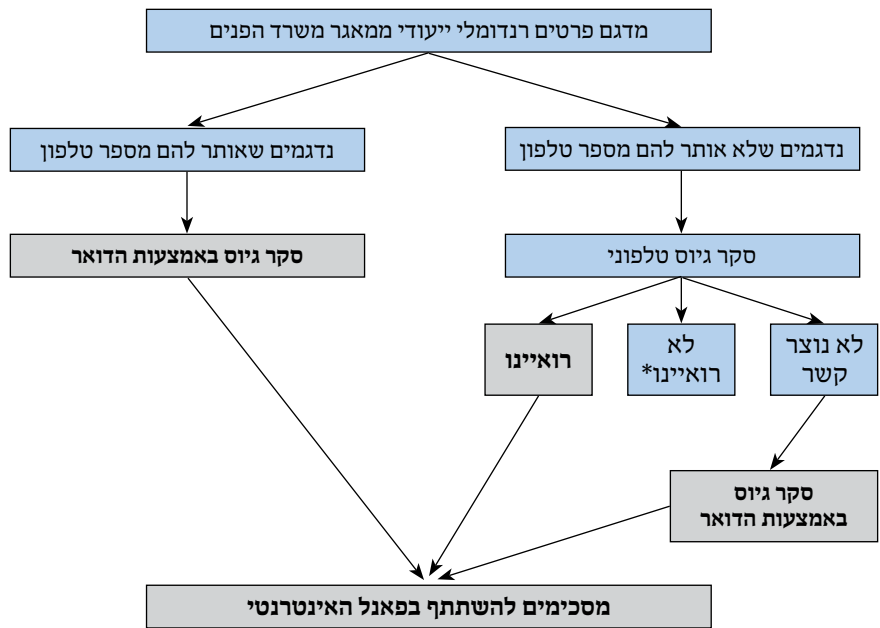 מדגם פרטים רנדומלי ייעודי ממאגר משרד הפנים
נדגמים שלא אותר להם מספר טלפון
נדגמים שאותר להם מספר טלפון
סקר גיוס טלפוני
סקר גיוס באמצעות הדואר
לא נוצר
קשר
לא
רואיינו*
רואיינו
סקר גיוס
באמצעות הדואר
מסכימים להשתתף בפאנל האינטרנטי